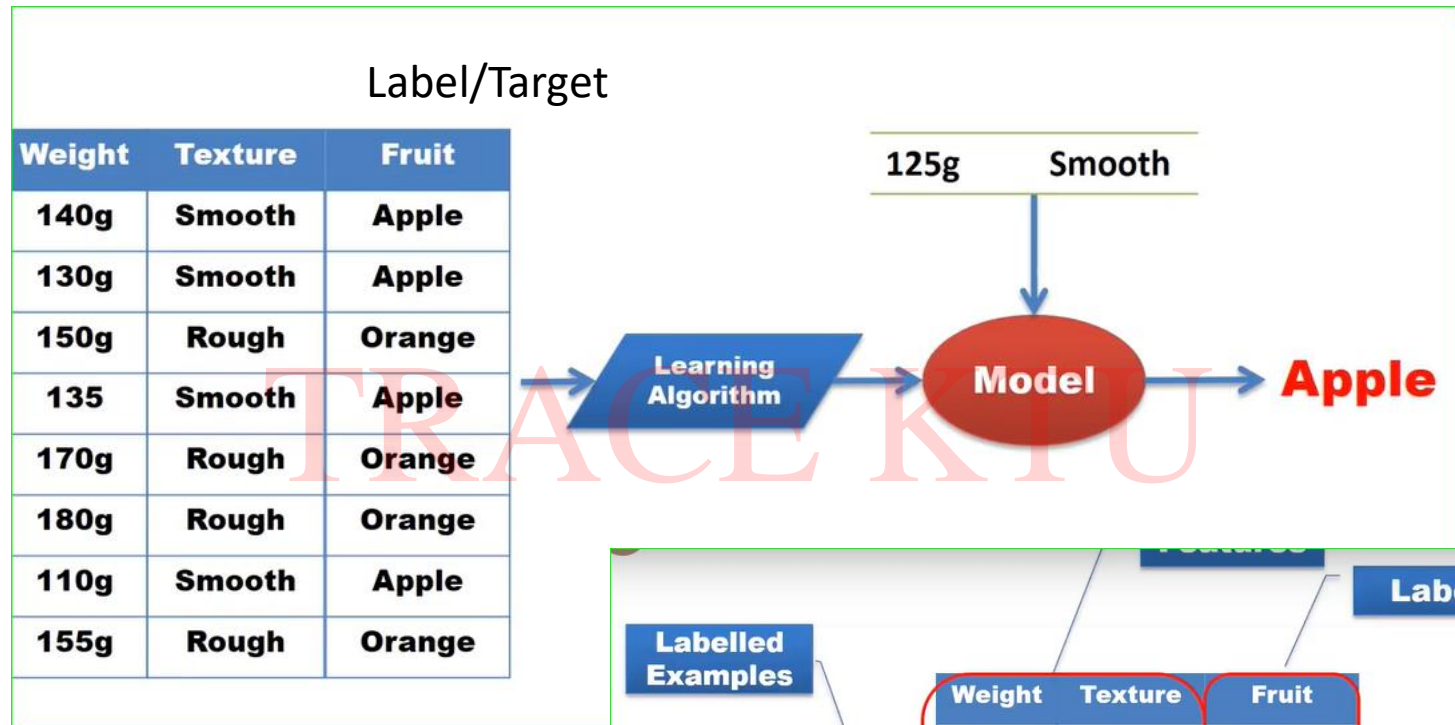 Label/Target
Weight Texture Fruit
140g Smooth Apple
130g Smooth Apple
150g Rough Orange
135 Smooth Apple
170g Rough Orange
180g Rough Orange
110g Smooth Apple
155g Rough Orange
125g Smooth
Learning
Algorithm
Model
Apple
TRACE KTU
Features
Labe
Labelled
Examples
Weight Texture Fruit